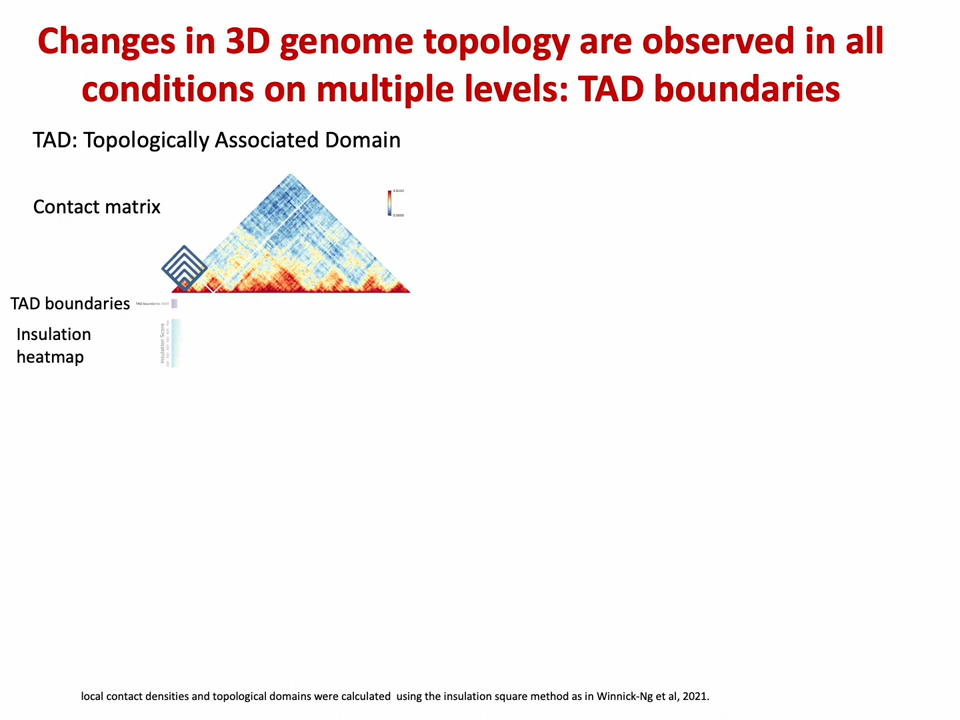 Changes in 3D genome topology are observed in all
conditions on multiple levels: TAD boundaries
TAD: Topologically Associated Domain
Contact matrix
TAD boundaries
Insulation
heatmap
Insulation Score
local contact densities and topological domains were calculated using the insulation square method as in Winnick-Ng et al, 2021.